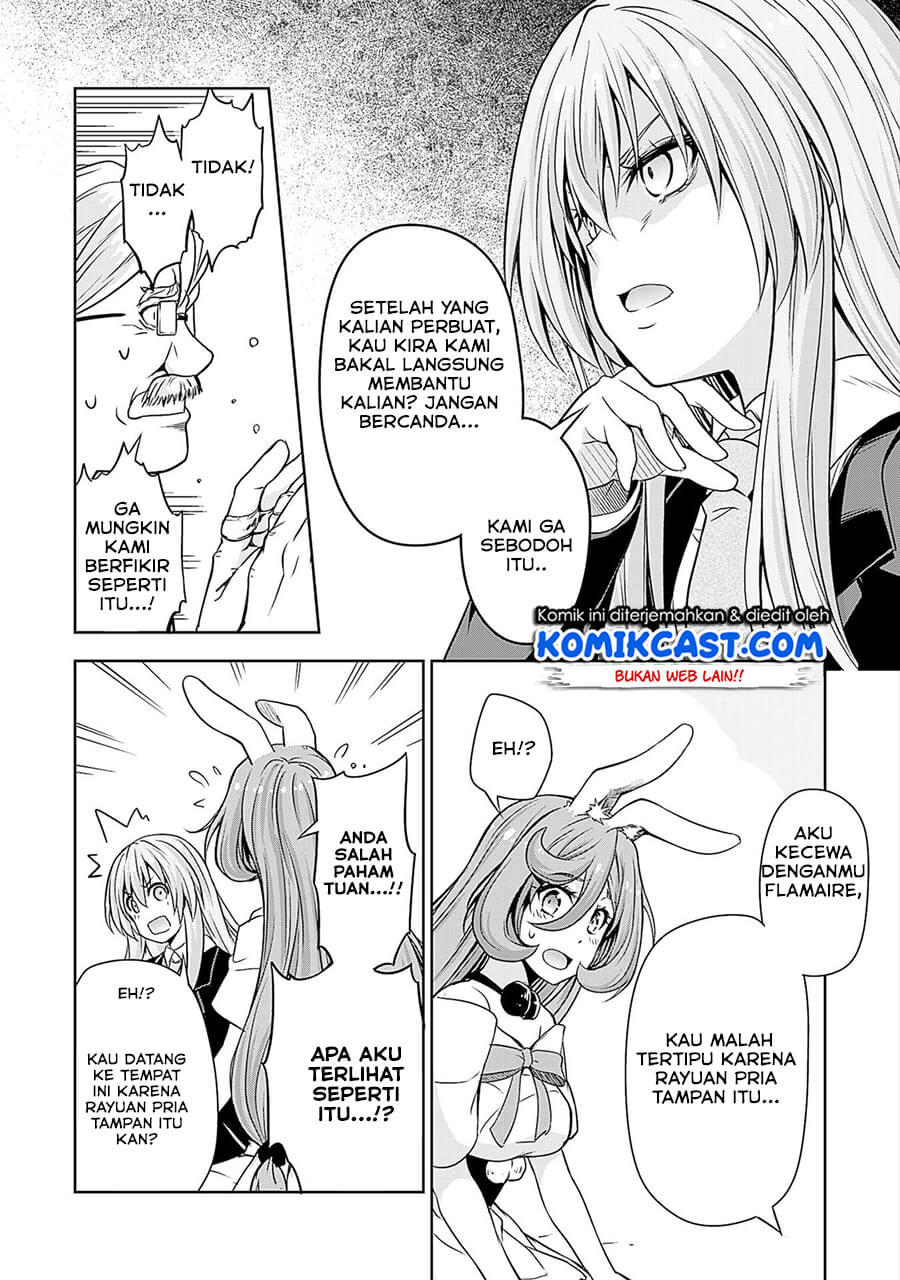 SETELAH YANG
KALIAN PERBUAT,
KAU KIRA KAMI
BAKAL LANGSUNG
MEMBANTU
KALIAN? JANGAN
BERCANDA...
KAMI GA
SEBODOH
ITU..
TIDAK!
TIDAK
...
GA
MUNGKIN
KAMI
BERFIKIR
SEPERTI
ITU...!
Komik ini diterjemahkan & diedit oleh
KOMIKCAST.COM
BUKAN WEB LAIN!!
AKU
KECEWA
DENGANMU
FLAMAIRE,
EH!?
KAU MALAH
TERTIPU KARENA
RAYUAN PRIA
TAMPAN ITU...
ANDA
SALAH
PAHAM
TUAN...!!
APA AKU
TERLIHAT
SEPERTI
ITU...!?
EH!?
KAU DATANG
KE TEMPAT
INI KARENA
RAYUAN PRIA
TAMPAN ITU
KAN?